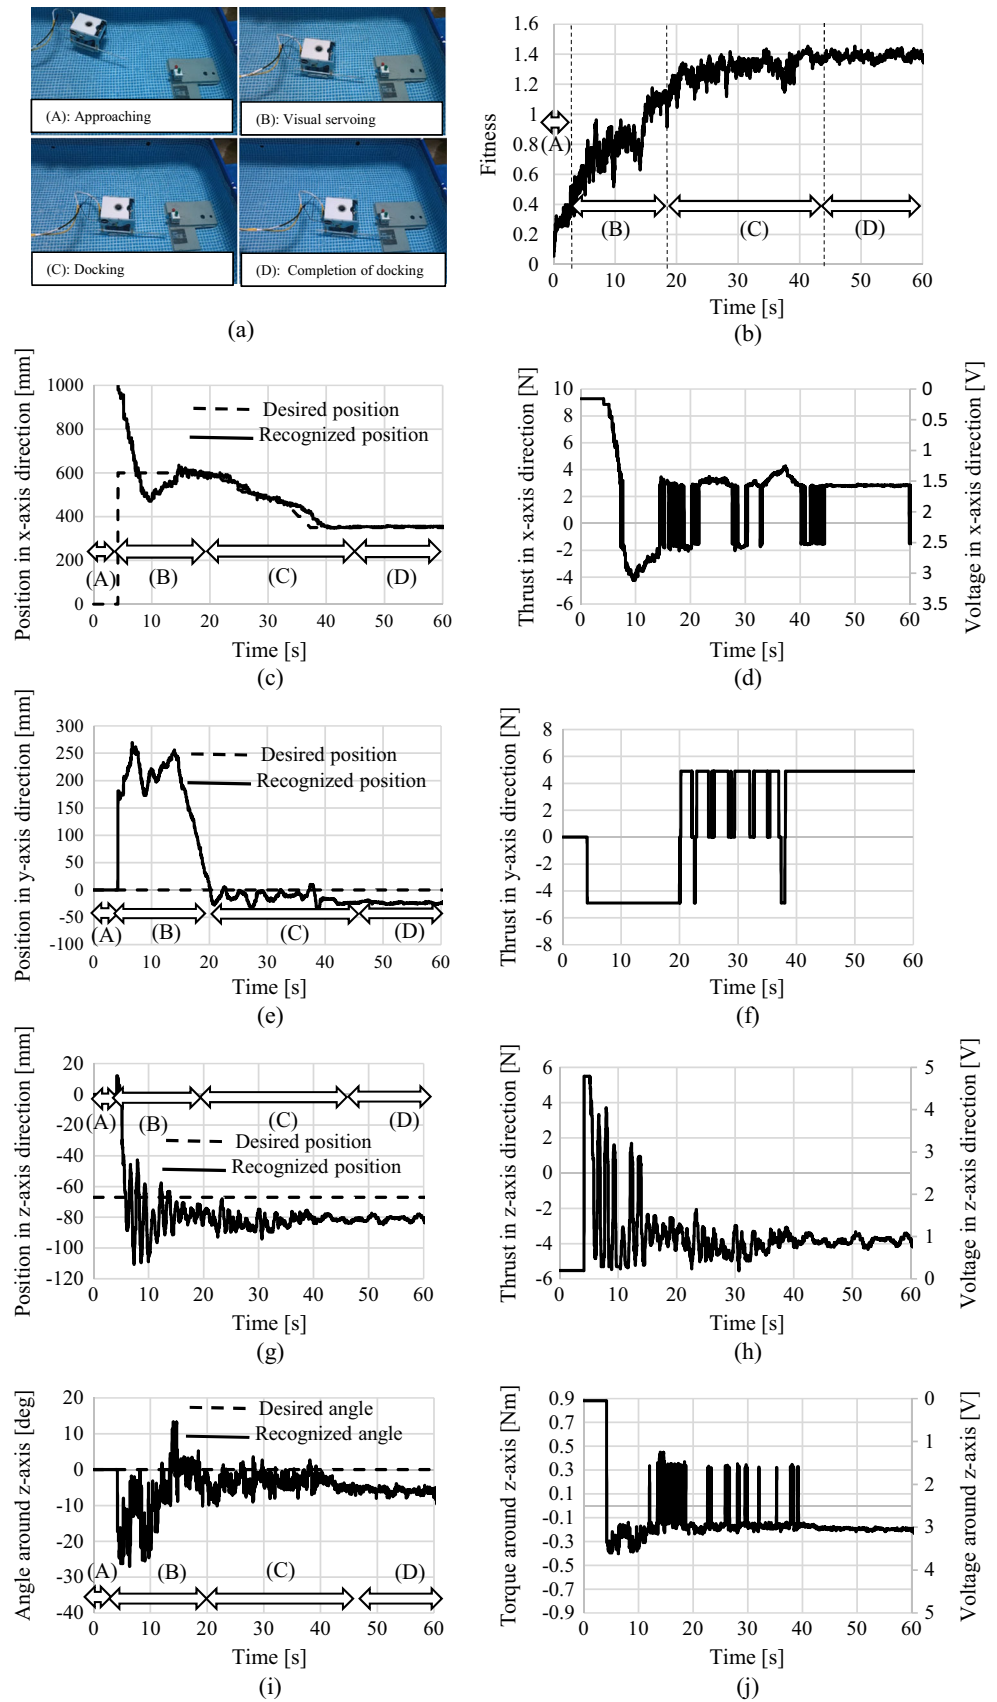 (A): Approaching
(B): Visual servoing
(C): Docking
(D): Completion of docking
(a)
Fitness
1.6
1.4
1.2
1
0.8
0.6
0.4
0.2
0
(A)
(B)
(C)
(D)
0 10 20 30 40 50 60
Time [s]
(b)
Position in x-axis direction [mm]
1000
800
600
400
200
0
Desired position
Recognized position
(A)
(B)
(C)
(D)
0 10 20 30 40 50 60
Time [s]
(c)
Thrust in x-axis direction [N]
10
8
6
4
2
0
-2
-4
-6
0
0.5
1
1.5
2
2.5
3
3.5
Voltage in x-axis direction [V]
0 10 20 30 40 50 60
Time [s]
(d)
Position in y-axis direction [mm]
300
250
200
150
100
50
0
-50
-100
Desired position
Recognized position
(A)
(B)
(C)
(D)
0 10 20 30 40 50 60
Time [s]
(e)
Thrust in y-axis direction [N]
8
6
4
2
0
-2
-4
-6
-8
0 10 20 30 40 50 60
Time [s]
(f)
Position in z-axis direction [mm]
20
0
-20
-40
-60
-80
-100
-120
(A)
(B)
(C)
(D)
Desired position
Recognized position
0 10 20 30 40 50 60
Time [s]
(g)
Thrust in z-axis direction [N]
6
4
2
0
-2
-4
-6
5
4
3
2
1
0
Voltage in z-axis direction [V]
0 10 20 30 40 50 60
Time [s]
(h)
Angle around z-axis [deg]
20
10
0
-10
-20
-30
-40
Desired angle
Recognized angle
(A)
(B)
(C)
(D)
0 10 20 30 40 50 60
Time [s]
(i)
Torque around z-axis [Nm]
0.9
0.7
0.5
0.3
0.1
-0.1
-0.3
-0.5
-0.7
-0.9
0
1
2
3
4
5
Voltage around z-axis [V]
0 10 20 30 40 50 60
Time [s]
(j)